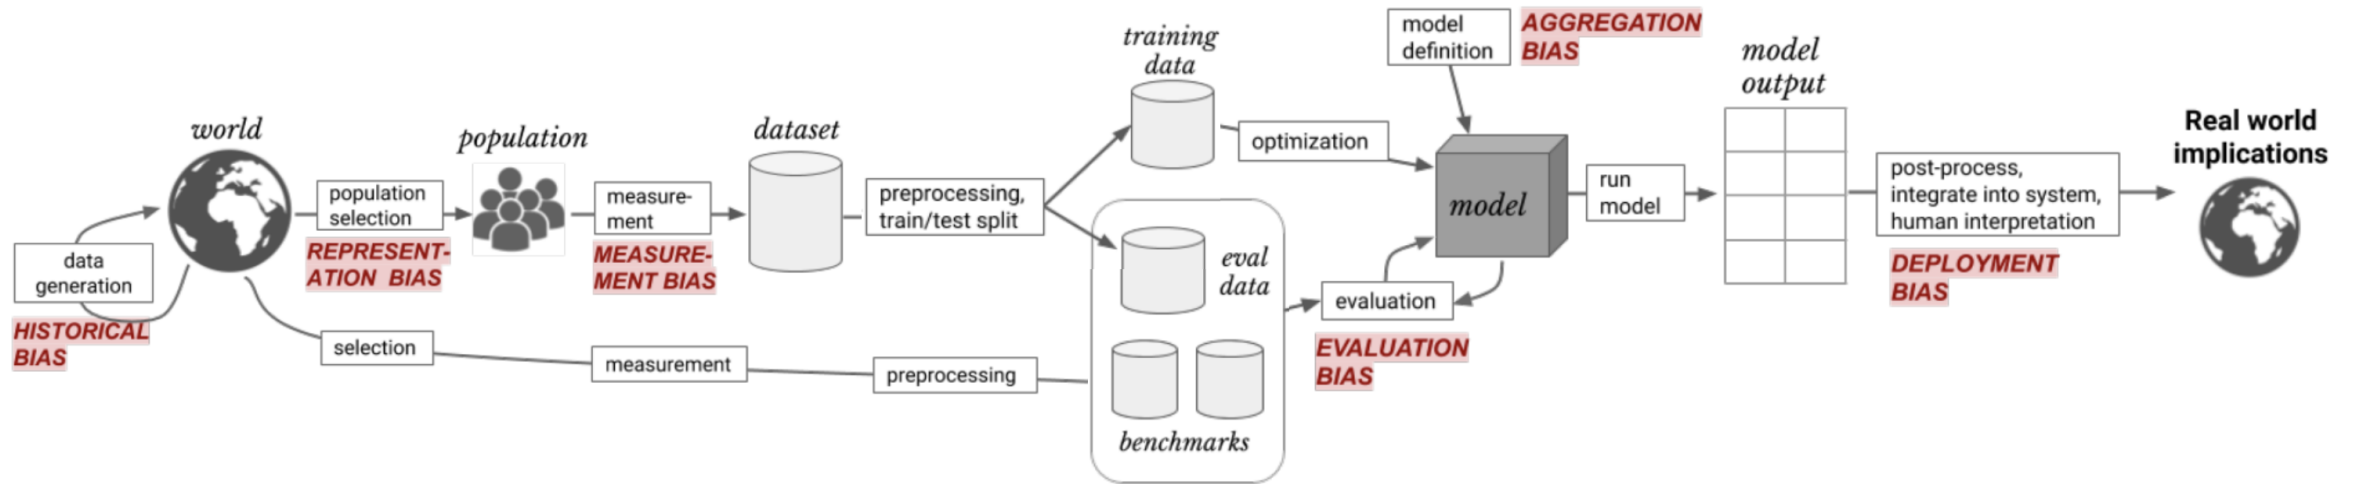 data
generation
HISTORICAL
BIAS
world
population
selection
REPRESENT-
ATION BIAS
population
measure-
ment
MEASURE-
MENT BIAS
dataset
preprocessing,
train/test split
training
data
optimization
model
definition
AGGREGATION
BIAS
model
run
model
model
output
post-process,
integrate into system,
human interpretation
DEPLOYMENT
BIAS
Real world
implications
eval
data
evaluation
EVALUATION
BIAS
selection
measurement
preprocessing
benchmarks